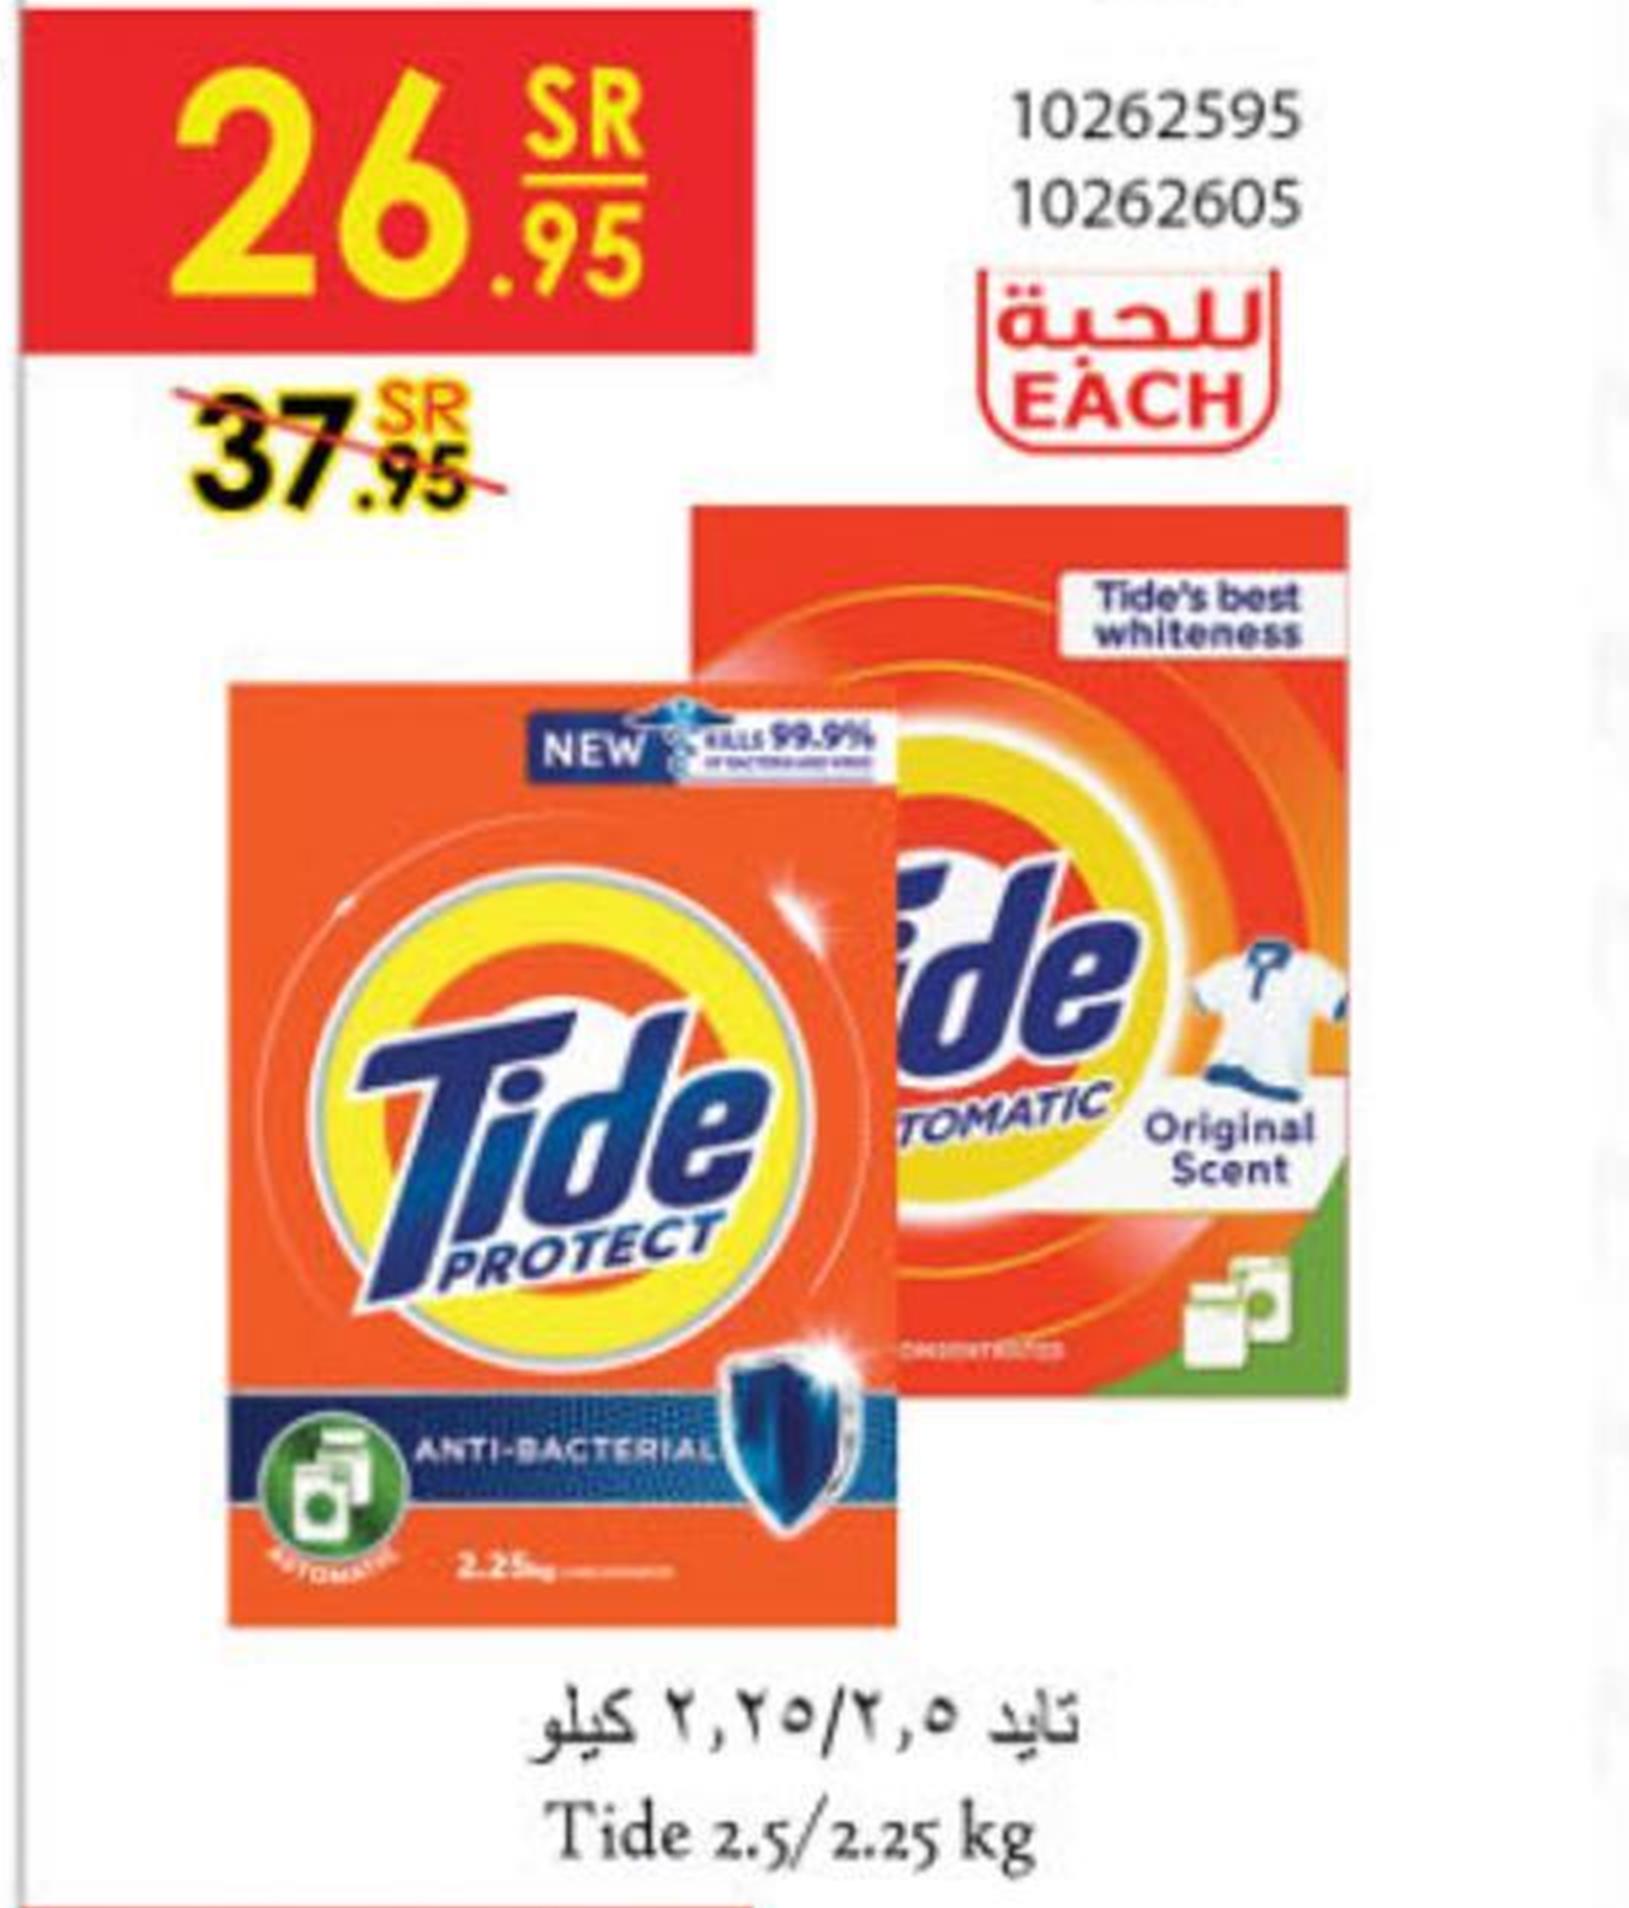 26.95 SR
37.95 SR
10262595
10262605
للحبة
EACH
Tide's best
whiteness
NEW KILLS 99.9%
Tide
PROTECT
ide
TOMATIC
Original
Scent
ANTI-BACTERIAL
AUTOMATIC
2.25kg
تايد ٢,٢٥/٢,٥ كيلو
Tide 2.5/2.25 kg